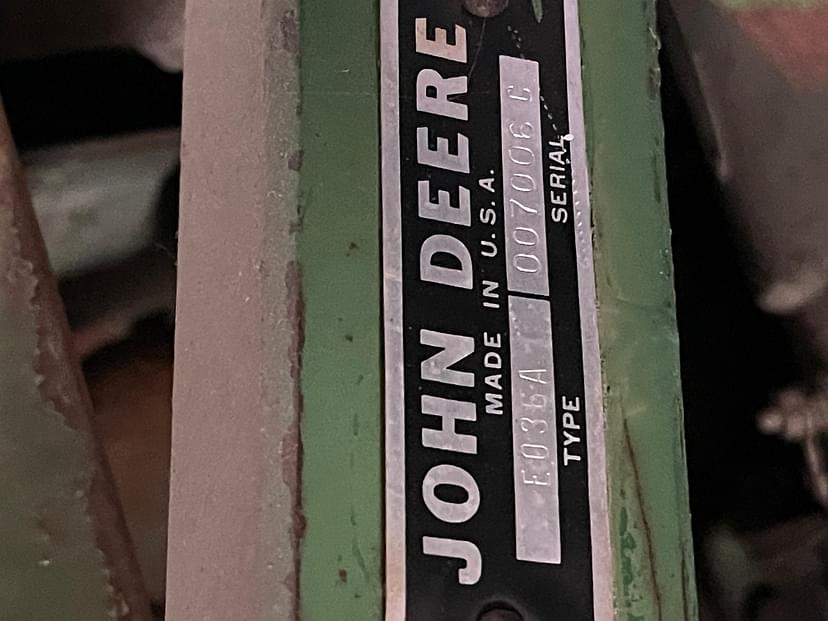 JOHN DEERE
MADE IN U.S.A.
E036A 007006 C
TYPE SERIAL